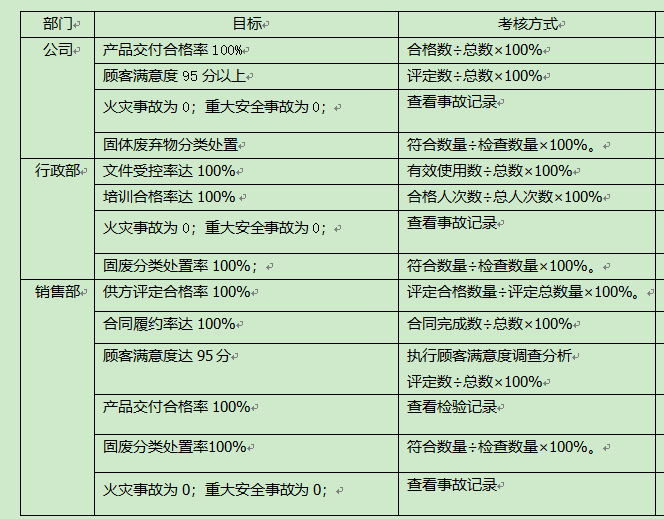 部门 目标 考核方式
公司 产品交付合格率 100% 合格数÷总数×100%
顾客满意度 95 分以上 评定数÷总数×100%
火灾事故为 0；重大安全事故为 0； 查看事故记录
固体废弃物分类处置 符合数量÷检查数量×100%。
行政部 文件受控率达 100% 有效使用数÷总数×100%
培训合格率达 100% 合格人次数÷总人次数×100%
火灾事故为 0；重大安全事故为 0； 查看事故记录
固废分类处置率 100%； 符合数量÷检查数量×100%。
销售部 供方评定合格率 100% 评定合格数量÷评定总数量×100%。
合同履约率达 100% 合同完成数÷总数×100%
顾客满意度达 95 分 执行顾客满意度调查分析
评定数÷总数×100%
产品交付合格率 100% 查看检验记录
固废分类处置率100% 符合数量÷检查数量×100%。
火灾事故为 0；重大安全事故为 0； 查看事故记录